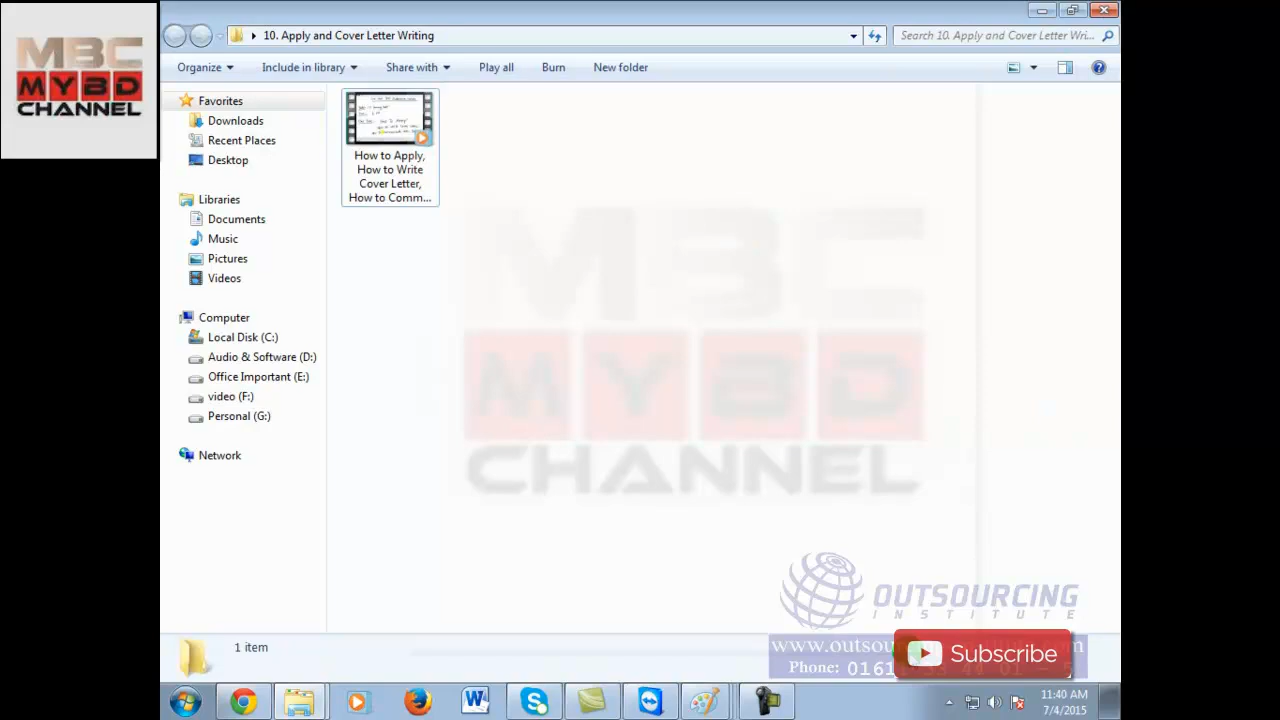 MBC
MYBD
CHANNEL
10. Apply and Cover Letter Writing
Search 10. Apply and Cover Letter Wri...
Organize
Include in library
Share with
Play all
Burn
New folder
Favorites
Downloads
Recent Places
Desktop
Libraries
Documents
Music
Pictures
Videos
Computer
Local Disk (C:)
Audio & Software (D:)
Office Important (E:)
video (F:)
Personal (G:)
Network
How to Apply,
How to Write
Cover Letter,
How to Comm...
MBC
MYBD
CHANNEL
OUTSOURCING
INSTITUTE
Phone:
Subscribe
1 item
11:40 AM
7/4/2015